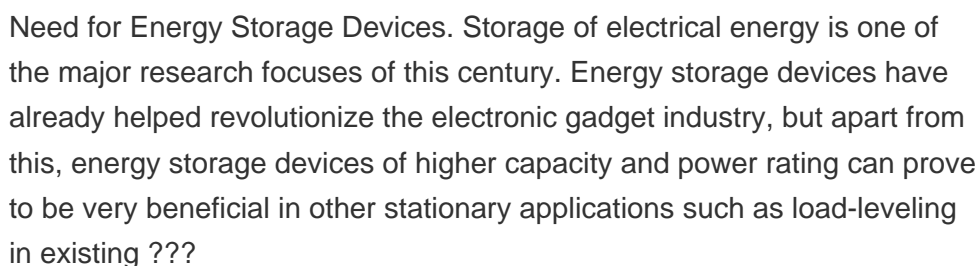 Need for Energy Storage Devices. Storage of electrical energy is one of
the major research focuses of this century. Energy storage devices have
already helped revolutionize the electronic gadget industry, but apart from
this, energy storage devices of higher capacity and power rating can prove
to be very beneficial in other stationary applications such as load-leveling
in existing ???